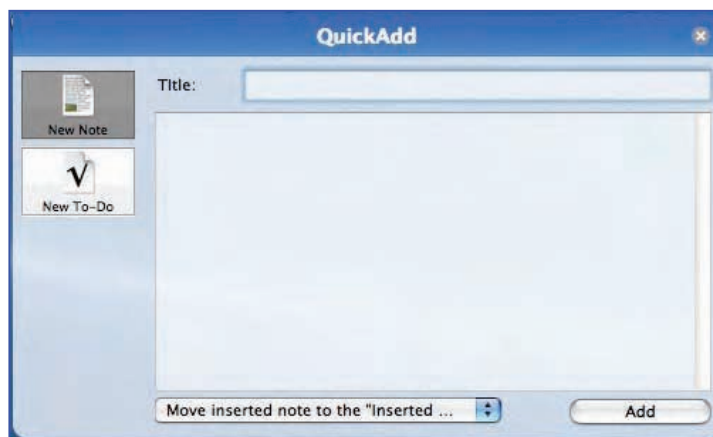 QuickAdd
Title:
New Note
√
New To-Do
Move inserted note to the "Inserted ...
Add